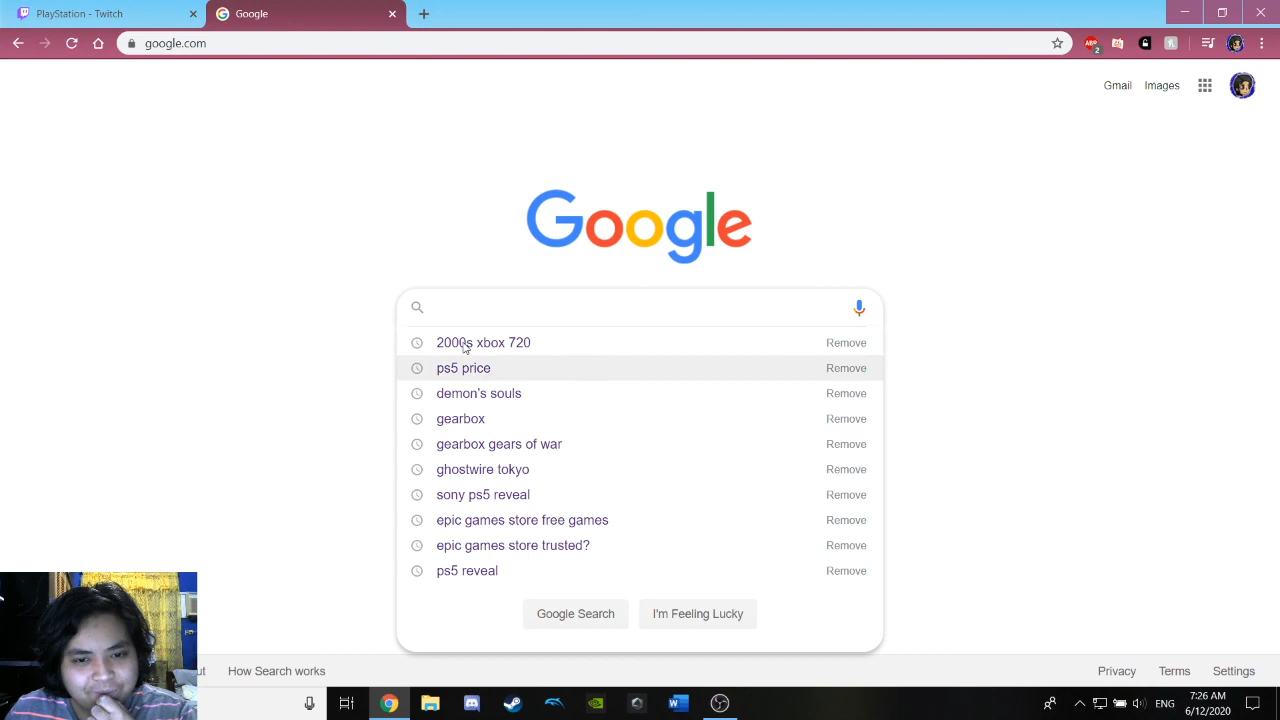 PlayStation - Twitch
Google
google.com
ABP
2
Gmail
Images
Google
2000s xbox 720
Remove
ps5 price
Remove
demon's souls
Remove
gearbox
Remove
gearbox gears of war
Remove
ghostwire tokyo
Remove
sony ps5 reveal
Remove
epic games store free games
Remove
epic games store trusted?
Remove
ps5 reveal
Remove
Google Search
I'm Feeling Lucky
ut
How Search works
Privacy
Terms
Settings
ENG
7:26 AM
6/12/2020